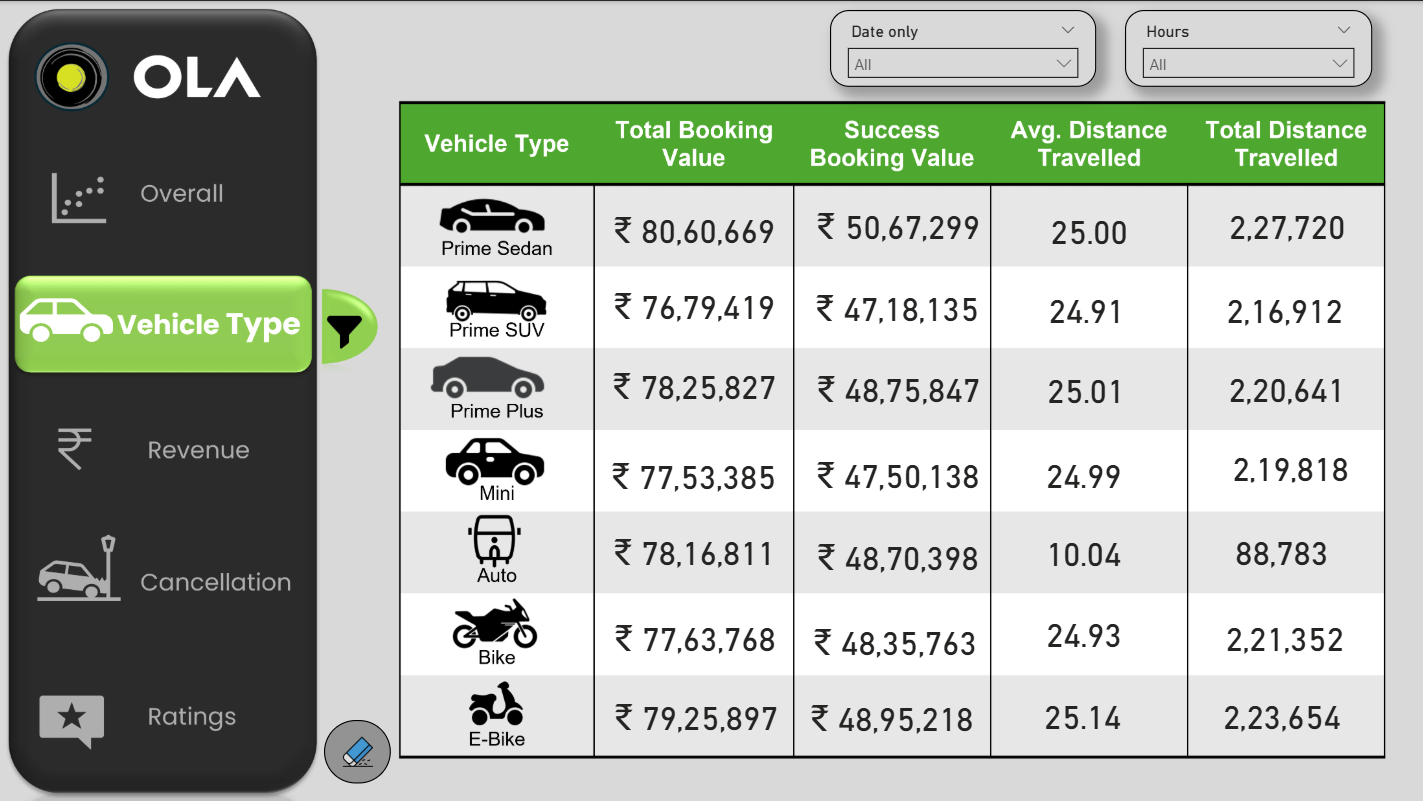 OLA
Overall
Vehicle Type
Revenue
Cancellation
Ratings
Date only
All
Hours
All
Vehicle Type
Total Booking
Value
Success
Booking Value
Avg. Distance
Travelled
Total Distance
Travelled
Prime Sedan
₹ 80,60,669
₹ 50,67,299
25.00
2,27,720
Prime SUV
₹ 76,79,419
₹ 47,18,135
24.91
2,16,912
Prime Plus
₹ 78,25,827
₹ 48,75,847
25.01
2,20,641
Mini
₹ 77,53,385
₹ 47,50,138
24.99
2,19,818
Auto
₹ 78,16,811
₹ 48,70,398
10.04
88,783
Bike
₹ 77,63,768
₹ 48,35,763
24.93
2,21,352
E-Bike
₹ 79,25,897
₹ 48,95,218
25.14
2,23,654